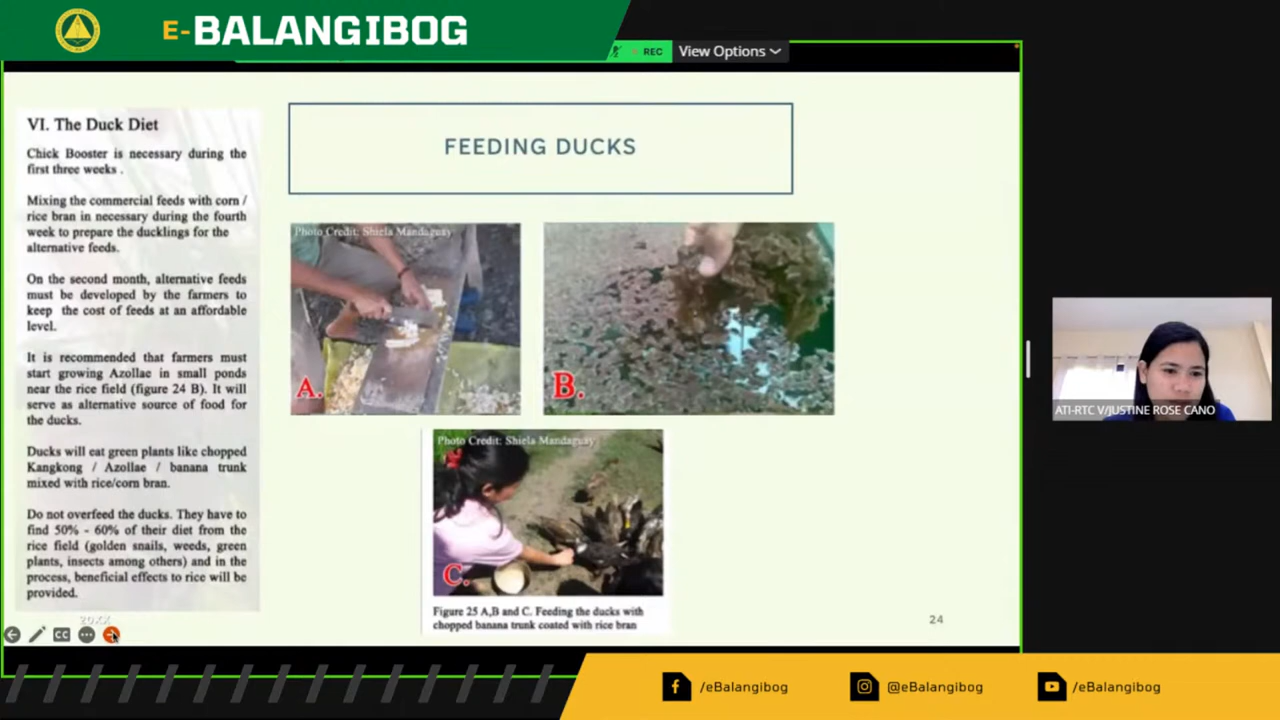 E-BALANGIBOG
REC
View Options
VI. The Duck Diet
Chick Booster is necessary during the
first three weeks .
Mixing the commercial feeds with corn /
rice bran in necessary during the fourth
week to prepare the ducklings for the
alternative feeds.
On the second month, alternative feeds
must be developed by the farmers to
keep the cost of feeds at an affordable
level.
It is recommended that farmers must
start growing Azollae in small ponds
near the rice field (figure 24 B). It will
serve as alternative source of food for
the ducks.
Ducks will eat green plants like chopped
Kangkong / Azollae / banana trunk
mixed with rice/corn bran.
Do not overfeed the ducks. They have to
find 50% - 60% of their diet from the
rice field (golden snails, weeds, green
plants, insects among others) and in the
process, beneficial effects to rice will be
provided.
20XX
CC
FEEDING DUCKS
Photo Credit: Shiela Mandaguay
A.
B.
Photo Credit: Shiela Mandaguay
C.
Figure 25 A,B and C. Feeding the ducks with
chopped banana trunk coated with rice bran
24
ATI-RTC V/JUSTINE ROSE CANO
/eBalangibog
@eBalangibog
/eBalangibog